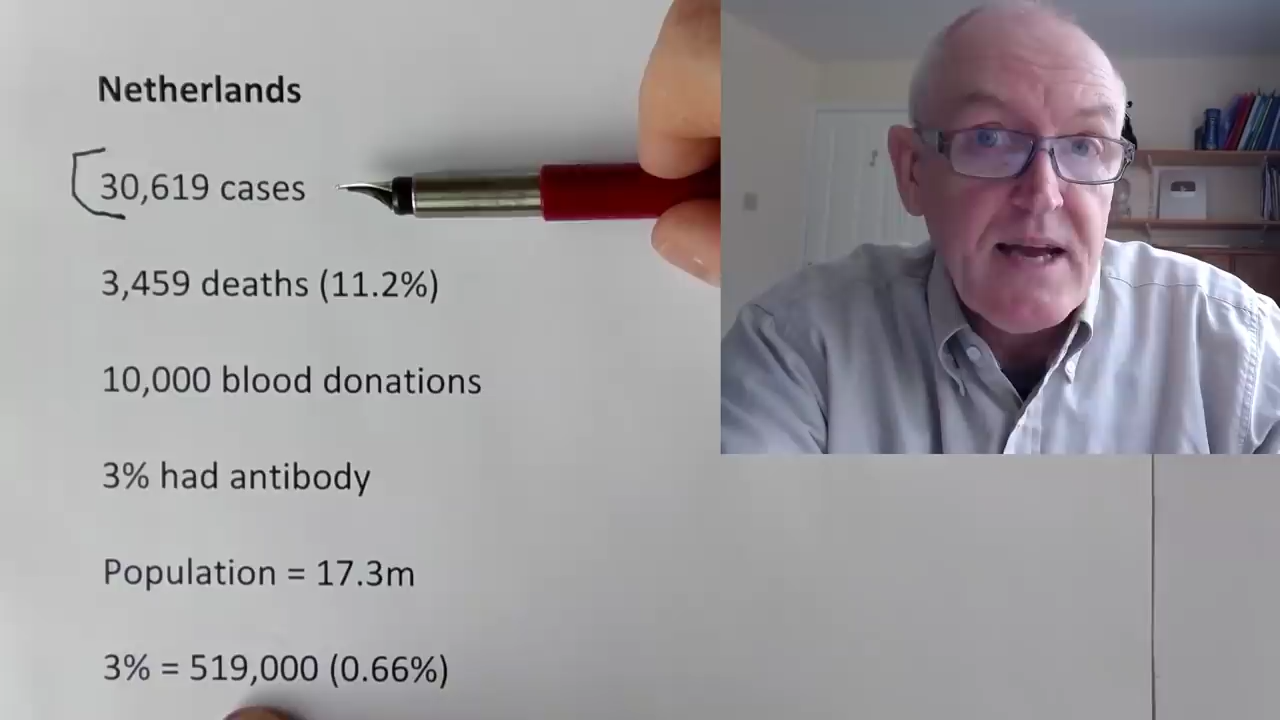 Netherlands
30,619 cases
3,459 deaths (11.2%)
10,000 blood donations
3% had antibody
Population = 17.3m
3% = 519,000 (0.66%)